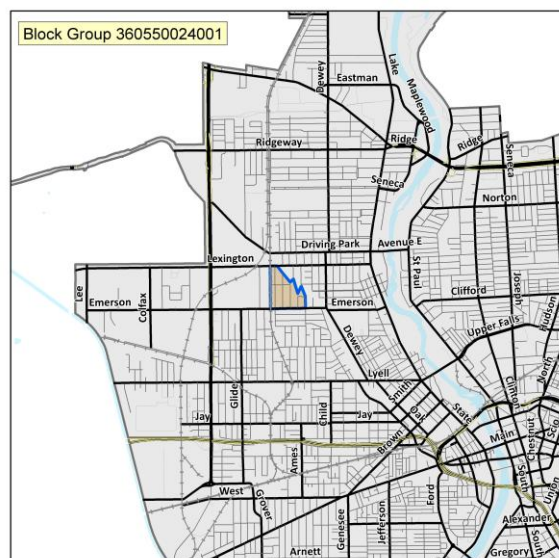 Block Group 360550024001
Dewey
Eastman
Lake
Maplewood
Ridgeway
Ridge
Ridge
Seneca
Seneca
Norton
Driving Park
Avenue E
Lexington
St Paul
Lee
Emerson
Colfax
Emerson
Clifford
Joseph
Hudson
Upper Falls
Dewey
North
Lyell
Smith
Clinton
Glide
Jay
Child
Jay
Oak
State
Scio
Chestnut
Main
Brown
Ames
South
Union
West
Grover
Genesee
Jefferson
Ford
Alexander
Arnett
Gregory
South